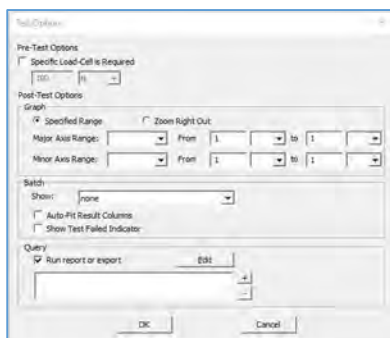 Test Options
Pre-Test Options
Specific Load-Cell is Required
N
Post-Test Options
Graph
Specified Range Zoom Right Out
Major Axis Range: From 1 to 1
Minor Axis Range: From 1 to 1
Batch
Show: none
Auto-Fit Result Columns
Show Test Failed Indicator
Query
Run report or export Edit
+
-
OK Cancel